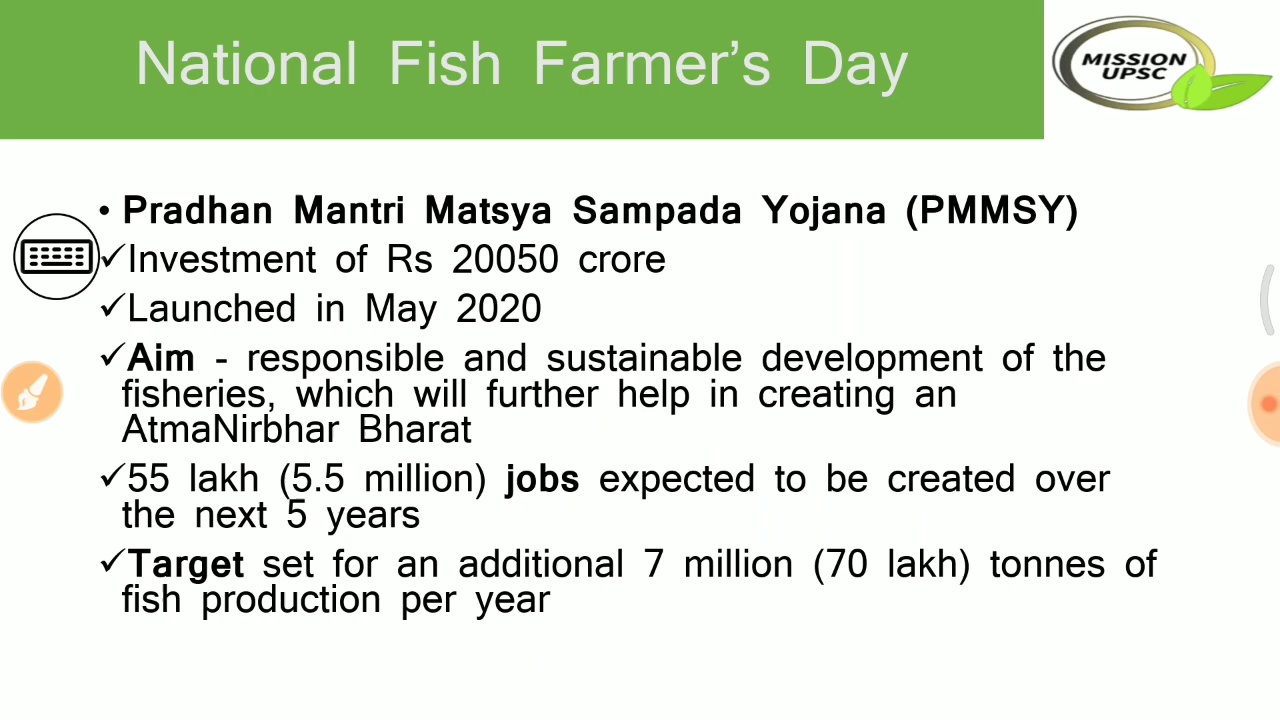 National Fish Farmer's Day
MISSION
UPSC
• Pradhan Mantri Matsya Sampada Yojana (PMMSY)
✓Investment of Rs 20050 crore
✓Launched in May 2020
✓Aim - responsible and sustainable development of the
fisheries, which will further help in creating an
AtmaNirbhar Bharat
✓55 lakh (5.5 million) jobs expected to be created over
the next 5 years
✓Target set for an additional 7 million (70 lakh) tonnes of
fish production per year